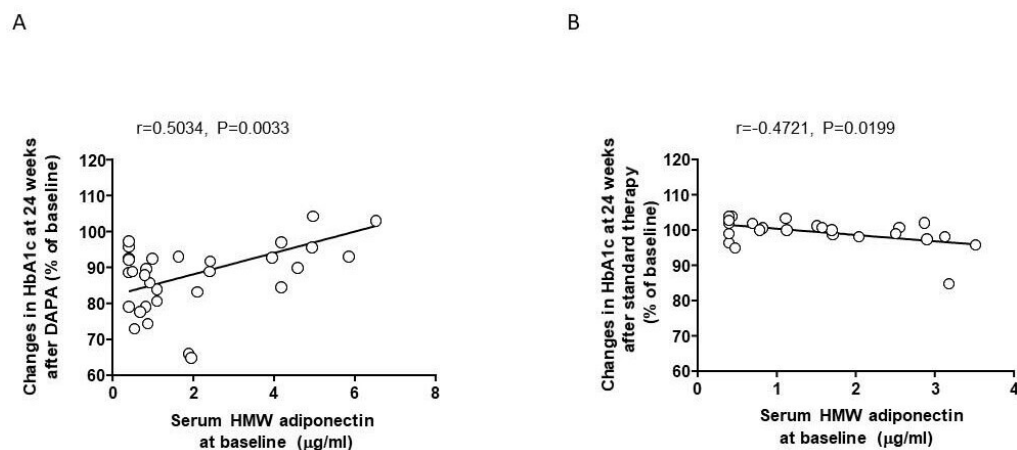 A
r=0.5034, P=0.0033
Changes in HbA1c at 24 weeks
after DAPA (% of baseline)
120
110
100
90
80
70
60
0
2
4
6
8
Serum HMW adiponectin
at baseline (µg/ml)
B
r=-0.4721, P=0.0199
Changes in HbA1c at 24 weeks
after standard therapy
(% of baseline)
120
110
100
90
80
70
60
0
1
2
3
4
Serum HMW adiponectin
at baseline (µg/ml)